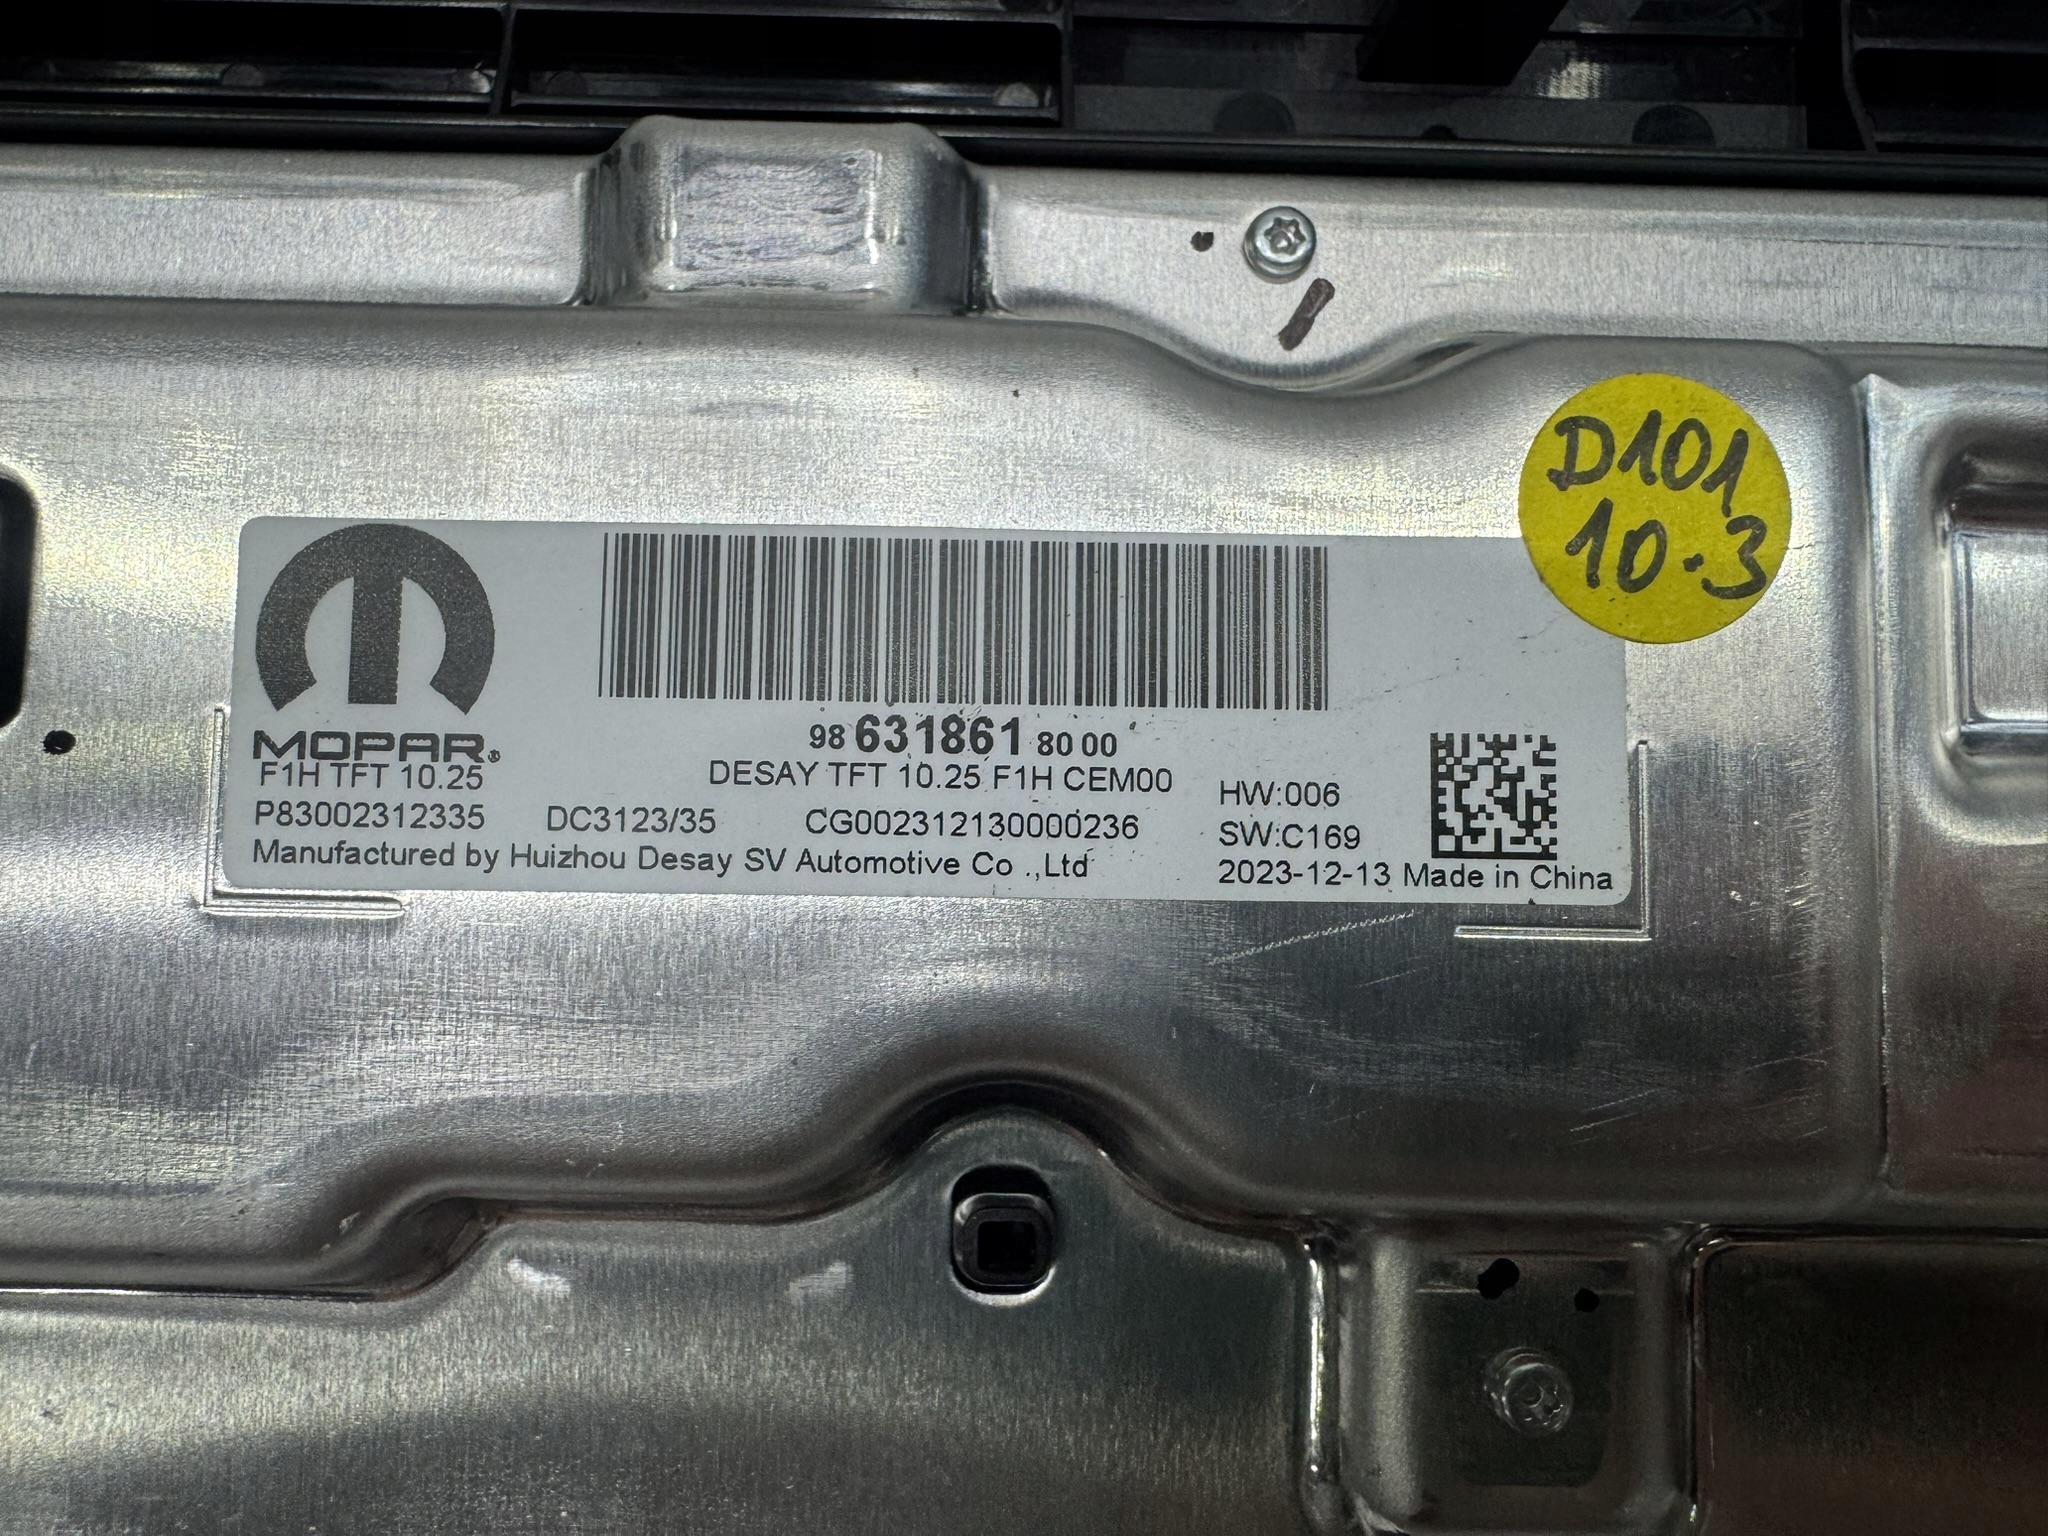 D101
10.3
MOPAR®
98 631861 80 00
F1H TFT 10.25
DESAY TFT 10.25 F1H CEM00
HW:006
P83002312335 DC3123/35 CG002312130000236
SW:C169
Manufactured by Huizhou Desay SV Automotive Co .,Ltd
2023-12-13 Made in China